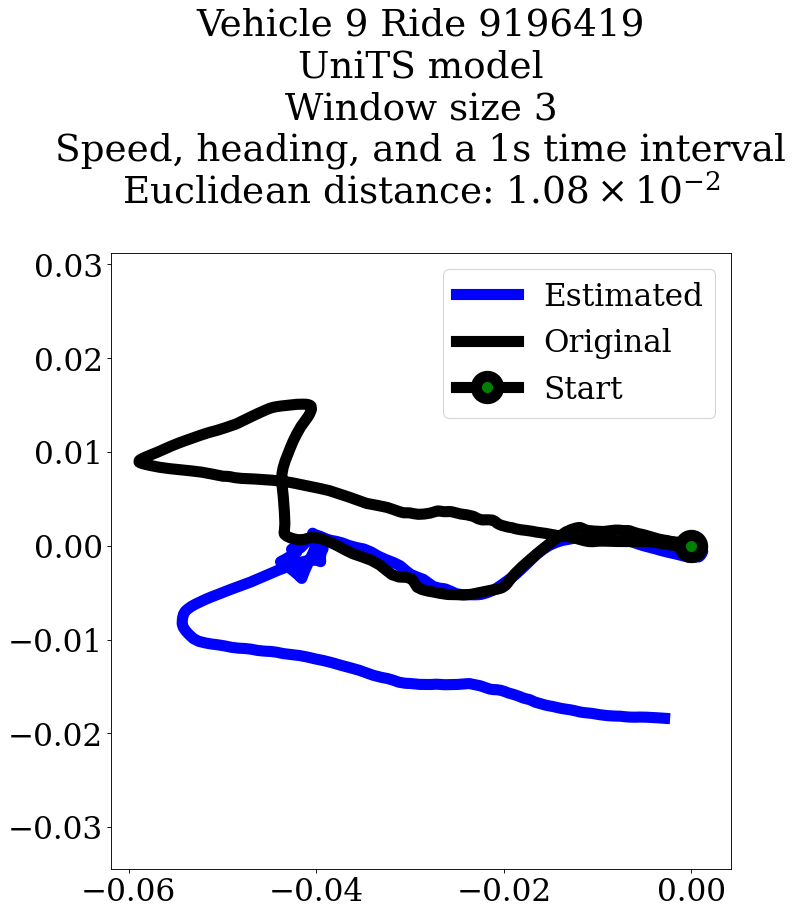 Vehicle 9 Ride 9196419
UniTS model
Window size 3
Speed, heading, and a 1s time interval
Euclidean distance: 1.08 × 10⁻²
0.03
Estimated
0.02
Original
Start
0.01
0.00
−0.01
−0.02
−0.03
−0.06 −0.04 −0.02 0.00